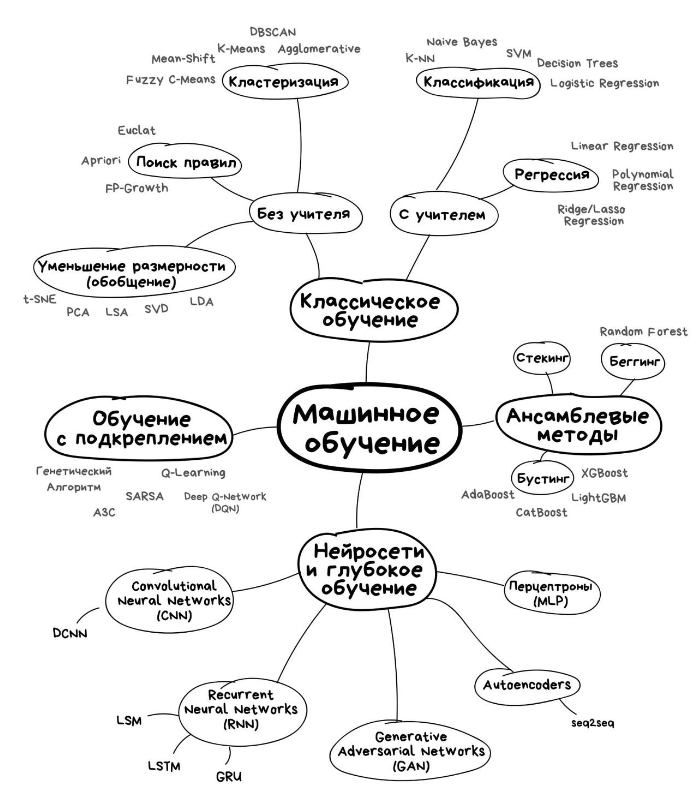 DBSCAN
Mean-Shift
K-Means
Agglomerative
Fuzzy C-Means
Кластеризация
Naive Bayes
K-NN
SVM
Decision Trees
Классификация
Logistic Regression
Euclat
Apriori
Поиск правил
FP-Growth
Linear Regression
Регрессия
Polynomial
Regression
Ridge/Lasso
Regression
Без учителя
С учителем
Уменьшение размерности
(обобщение)
t-SNE
PCA
LSA
SVD
LDA
Классическое
обучение
Random Forest
Стекинг
Беггинг
Обучение
с подкреплением
Машинное
обучение
Ансамблевые
методы
Генетический
Алгоритм
Q-Learning
SARSA
Deep Q-Network
(DQN)
A3C
Бустинг
XGBoost
AdaBoost
LightGBM
CatBoost
Нейросети
и глубокое
обучение
Convolutional
Neural Networks
(CNN)
DCNN
Перцептроны
(MLP)
Autoencoders
seq2seq
Recurrent
Neural Networks
(RNN)
LSM
LSTM
GRU
Generative
Adversarial Networks
(GAN)